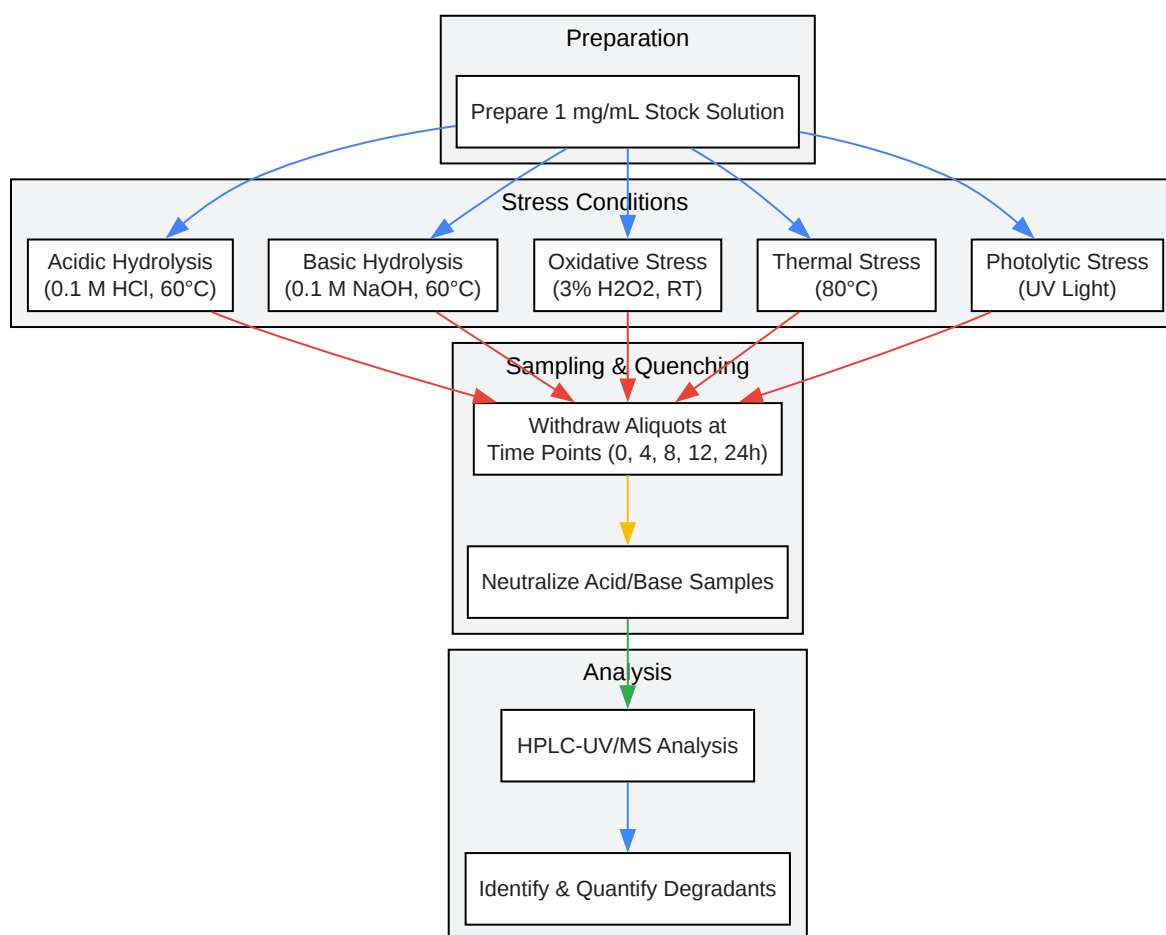 Preparation
Prepare 1 mg/mL Stock Solution
Stress Conditions
Acidic Hydrolysis
(0.1 M HCl, 60°C)
Basic Hydrolysis
(0.1 M NaOH, 60°C)
Oxidative Stress
(3% H2O2, RT)
Thermal Stress
(80°C)
Photolytic Stress
(UV Light)
Sampling & Quenching
Withdraw Aliquots at
Time Points (0, 4, 8, 12, 24h)
Neutralize Acid/Base Samples
Analysis
HPLC-UV/MS Analysis
Identify & Quantify Degradants